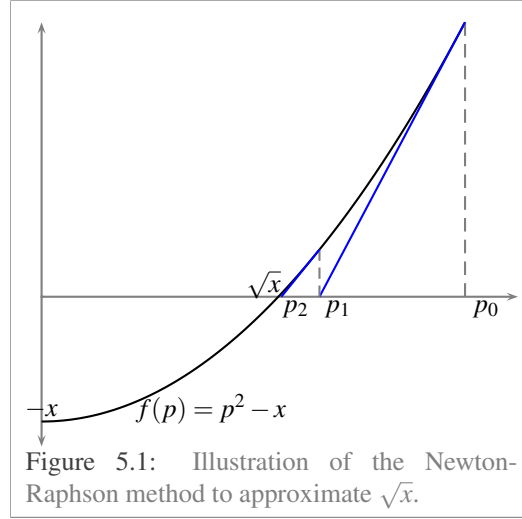 √x
p₂ p₁ p₀
−x
f(p) = p² − x
Figure 5.1: Illustration of the Newton-
Raphson method to approximate √x.